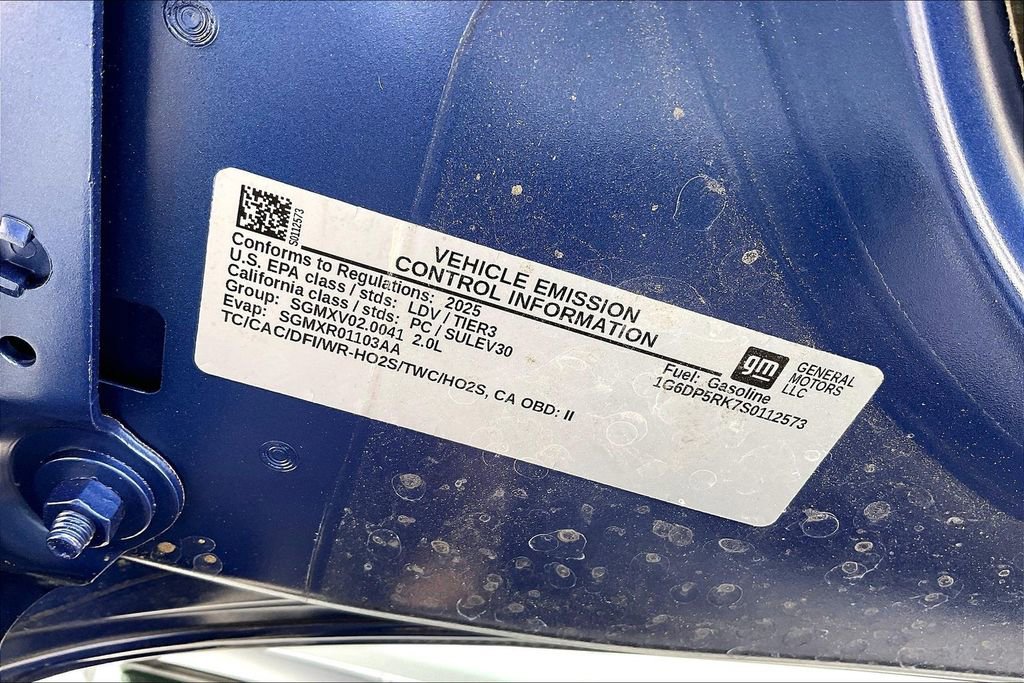 S0112573
VEHICLE EMISSION
CONTROL INFORMATION
Conforms to Regulations: 2025
U.S. EPA class / stds: LDV / TIER3
California class / stds: PC / SULEV30
Group: SGMXV02.0041 2.0L
Evap: SGMXR01103AA
TC/CAC/DFI/WR-HO2S/TWC/HO2S, CA OBD: II
gm
GENERAL
MOTORS
LLC
Fuel: Gasoline
1G6DP5RK7S0112573